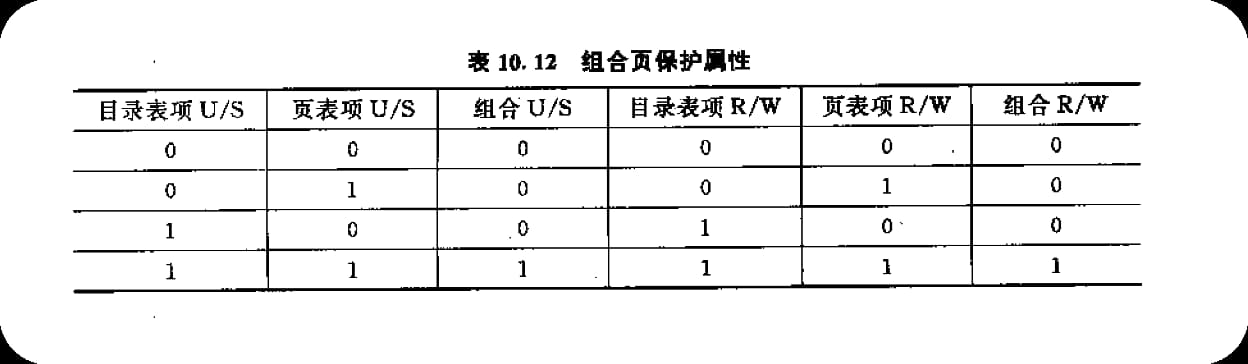 表 10.12 组合页保护属性
目录表项 U/S 页表项 U/S 组合 U/S 目录表项 R/W 页表项 R/W 组合 R/W
0 0 0 0 0 0
0 1 0 0 1 0
1 0 0 1 0 0
1 1 1 1 1 1